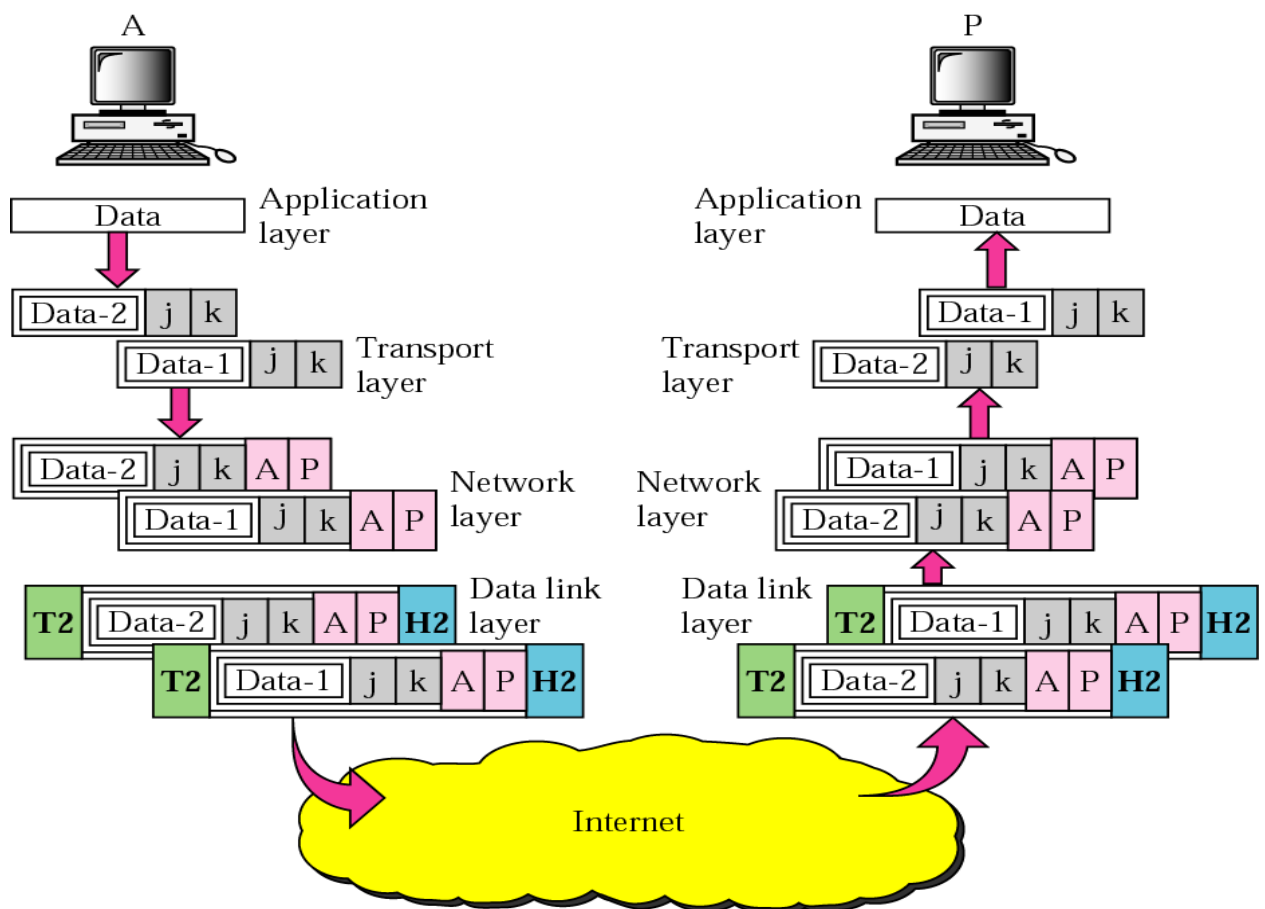 A
P
Data
Application
layer
Application
layer
Data
Data-2 j k
Data-1 j k
Transport
layer
Transport
layer
Data-1 j k
Data-2 j k
Data-2 j k A P
Data-1 j k A P
Network
layer
Network
layer
Data-1 j k A P
Data-2 j k A P
T2 Data-2 j k A P H2
T2 Data-1 j k A P H2
Data link
layer
Data link
layer
T2 Data-1 j k A P H2
T2 Data-2 j k A P H2
Internet